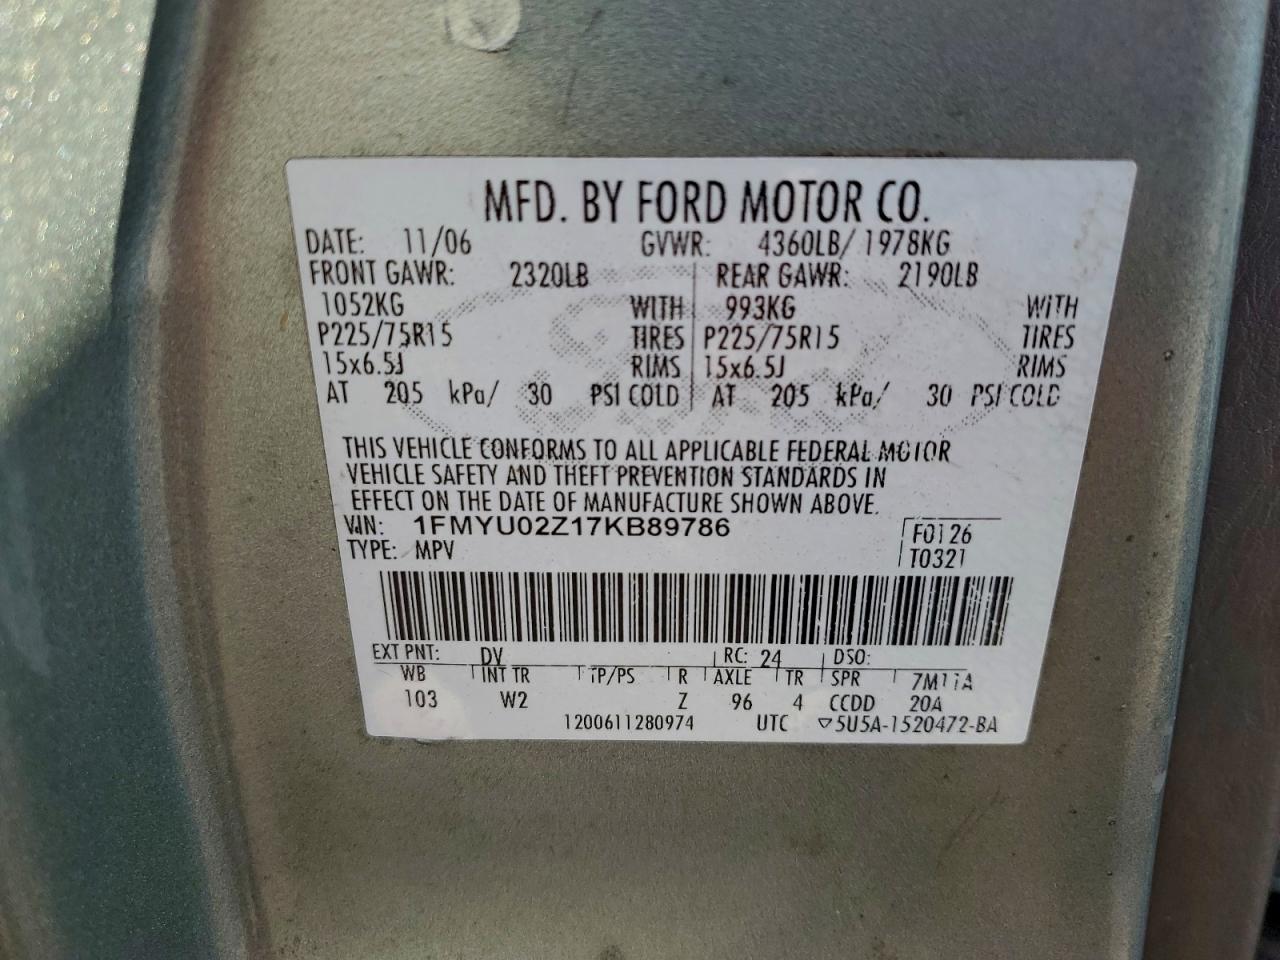 MFD. BY FORD MOTOR CO.
DATE: 11/06 GVWR: 4360LB/ 1978KG
FRONT GAWR: 2320LB REAR GAWR: 2190LB
1052KG WITH 993KG WITH
P225/75R15 TIRES P225/75R15 TIRES
15x6.5J RIMS 15x6.5J RIMS
AT 205 kPa/ 30 PSI COLD AT 205 kPa/ 30 PSI COLD
THIS VEHICLE CONFORMS TO ALL APPLICABLE FEDERAL MOTOR
VEHICLE SAFETY AND THEFT PREVENTION STANDARDS IN
EFFECT ON THE DATE OF MANUFACTURE SHOWN ABOVE.
VIN: 1FMYU02Z17KB89786 F0126
TYPE: MPV T0321
EXT PNT: DV RC: 24 DSO:
WB INT TR TP/PS R AXLE TR SPR 7M11A
103 W2 Z 96 4 CCDD 20A
1200611280974 UTC ▽5U5A-1520472-BA